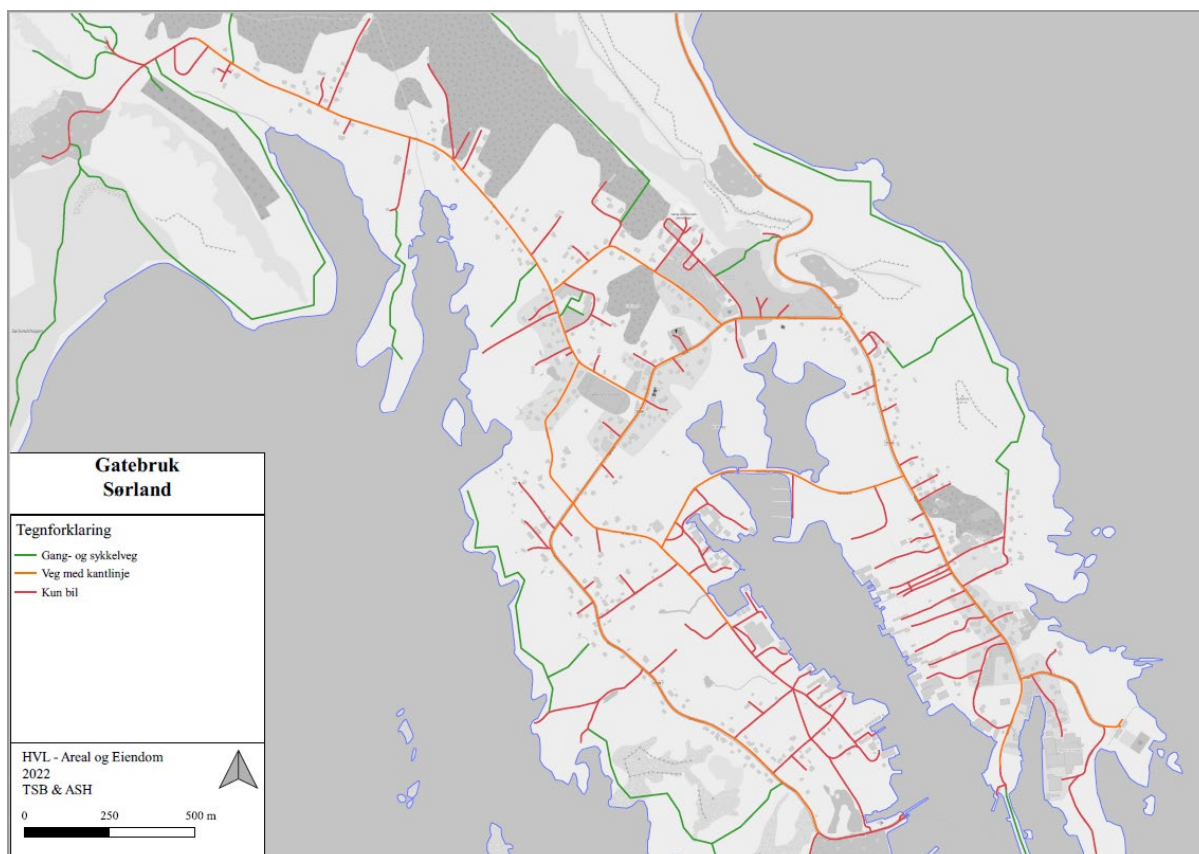 Gatebruk
Sørland
Tegnforklaring
Gang- og sykkelveg
Veg med kantlinje
Kun bil
HVL - Areal og Eiendom
2022
TSB & ASH
0 250 500 m